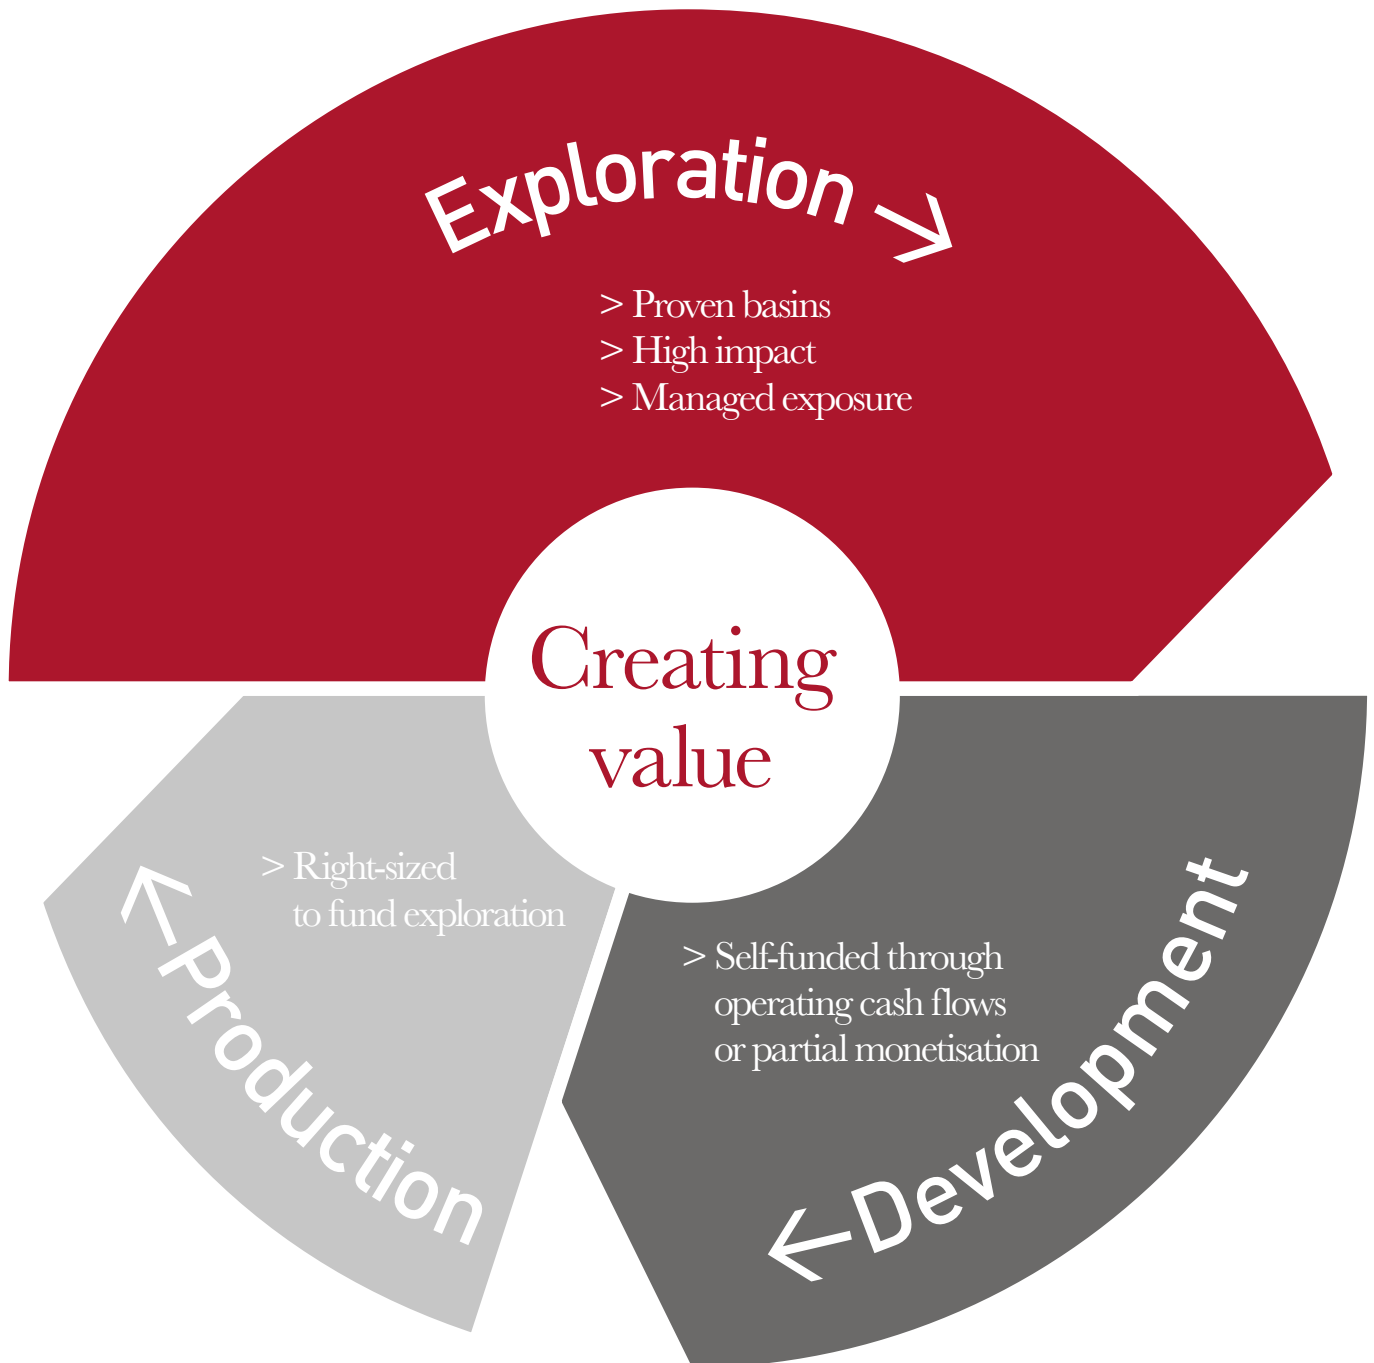 Exploration →
> Proven basins
> High impact
> Managed exposure
Creating
value
> Right-sized
to fund exploration
← Production
> Self-funded through
operating cash flows
or partial monetisation
← Development